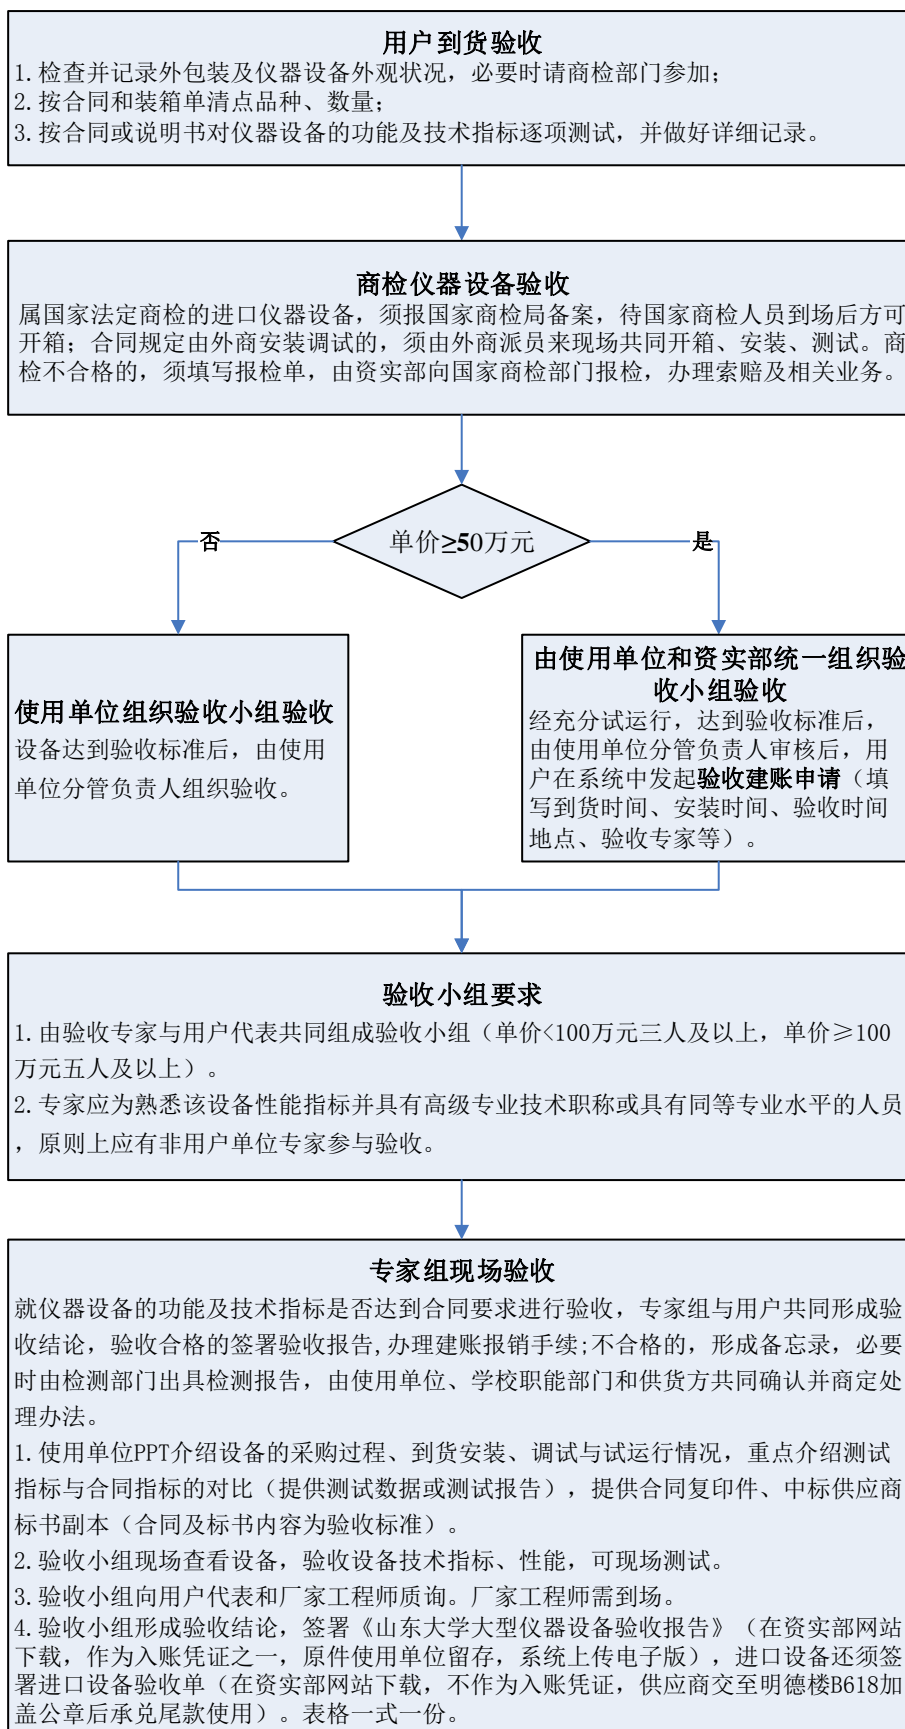 用户到货验收
1.检查并记录外包装及仪器设备外观状况，必要时请商检部门参加；
2.按合同和装箱单清点品种、数量；
3.按合同或说明书对仪器设备的功能及技术指标逐项测试，并做好详细记录。
商检仪器设备验收
属国家法定商检的进口仪器设备，须报国家商检局备案，待国家商检人员到场后方可
开箱；合同规定由外商安装调试的，须由外商派员来现场共同开箱、安装、测试。商
检不合格的，须填写报检单，由资实部向国家商检部门报检，办理索赔及相关业务。
单价≥50万元
否
是
使用单位组织验收小组验收
设备达到验收标准后，由使用
单位分管负责人组织验收。
由使用单位和资实部统一组织验
收小组验收
经充分试运行，达到验收标准后，
由使用单位分管负责人审核后，用
户在系统中发起验收建账申请（填
写到货时间、安装时间、验收时间
地点、验收专家等）。
验收小组要求
1.由验收专家与用户代表共同组成验收小组（单价<100万元三人及以上，单价≥100
万元五人及以上）。
2.专家应为熟悉该设备性能指标并具有高级专业技术职称或具有同等专业水平的人员
，原则上应有非用户单位专家参与验收。
专家组现场验收
就仪器设备的功能及技术指标是否达到合同要求进行验收，专家组与用户共同形成验
收结论，验收合格的签署验收报告,办理建账报销手续;不合格的，形成备忘录，必要
时由检测部门出具检测报告，由使用单位、学校职能部门和供货方共同确认并商定处
理办法。
1.使用单位PPT介绍设备的采购过程、到货安装、调试与试运行情况，重点介绍测试
指标与合同指标的对比（提供测试数据或测试报告），提供合同复印件、中标供应商
标书副本（合同及标书内容为验收标准）。
2.验收小组现场查看设备，验收设备技术指标、性能，可现场测试。
3.验收小组向用户代表和厂家工程师质询。厂家工程师需到场。
4.验收小组形成验收结论，签署《山东大学大型仪器设备验收报告》（在资实部网站
下载，作为入账凭证之一，原件使用单位留存，系统上传电子版），进口设备还须签
署进口设备验收单（在资实部网站下载，不作为入账凭证，供应商交至明德楼B618加
盖公章后承兑尾款使用）。表格一式一份。